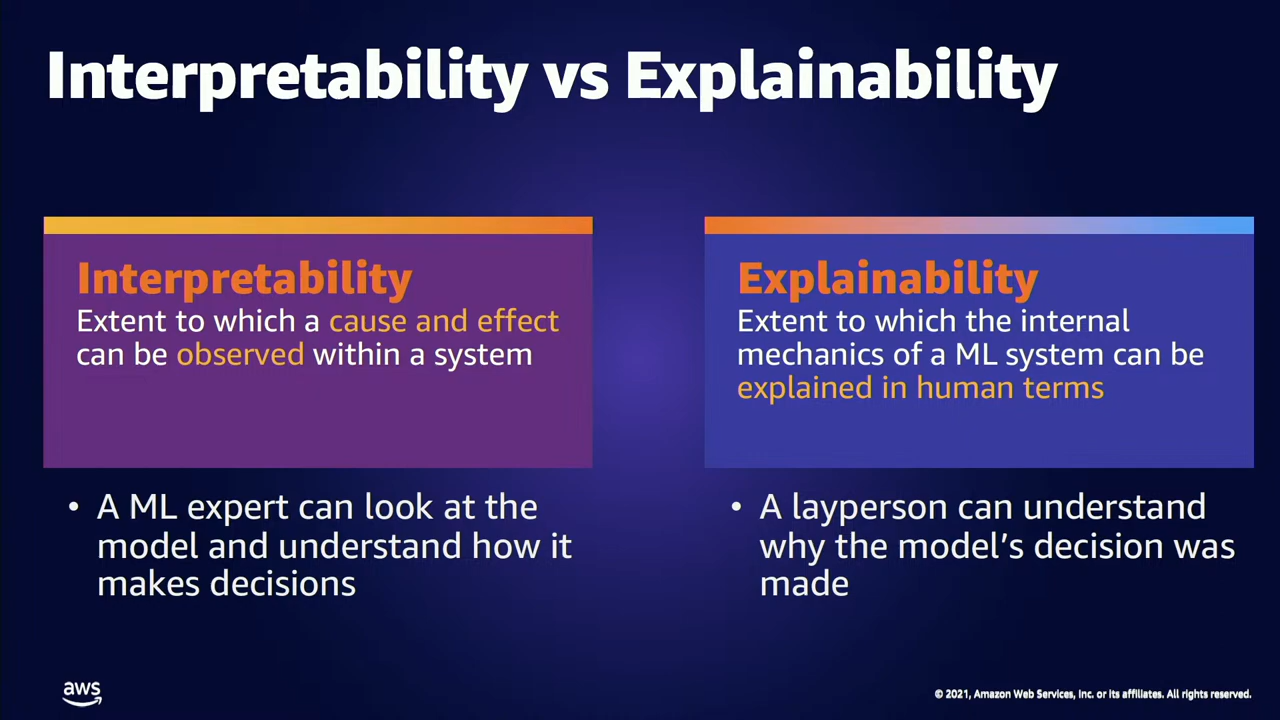 Interpretability vs Explainability
Interpretability
Extent to which a cause and effect
can be observed within a system
• A ML expert can look at the
model and understand how it
makes decisions
Explainability
Extent to which the internal
mechanics of a ML system can be
explained in human terms
• A layperson can understand
why the model's decision was
made
aws
© 2021, Amazon Web Services, Inc. or its affiliates. All rights reserved.